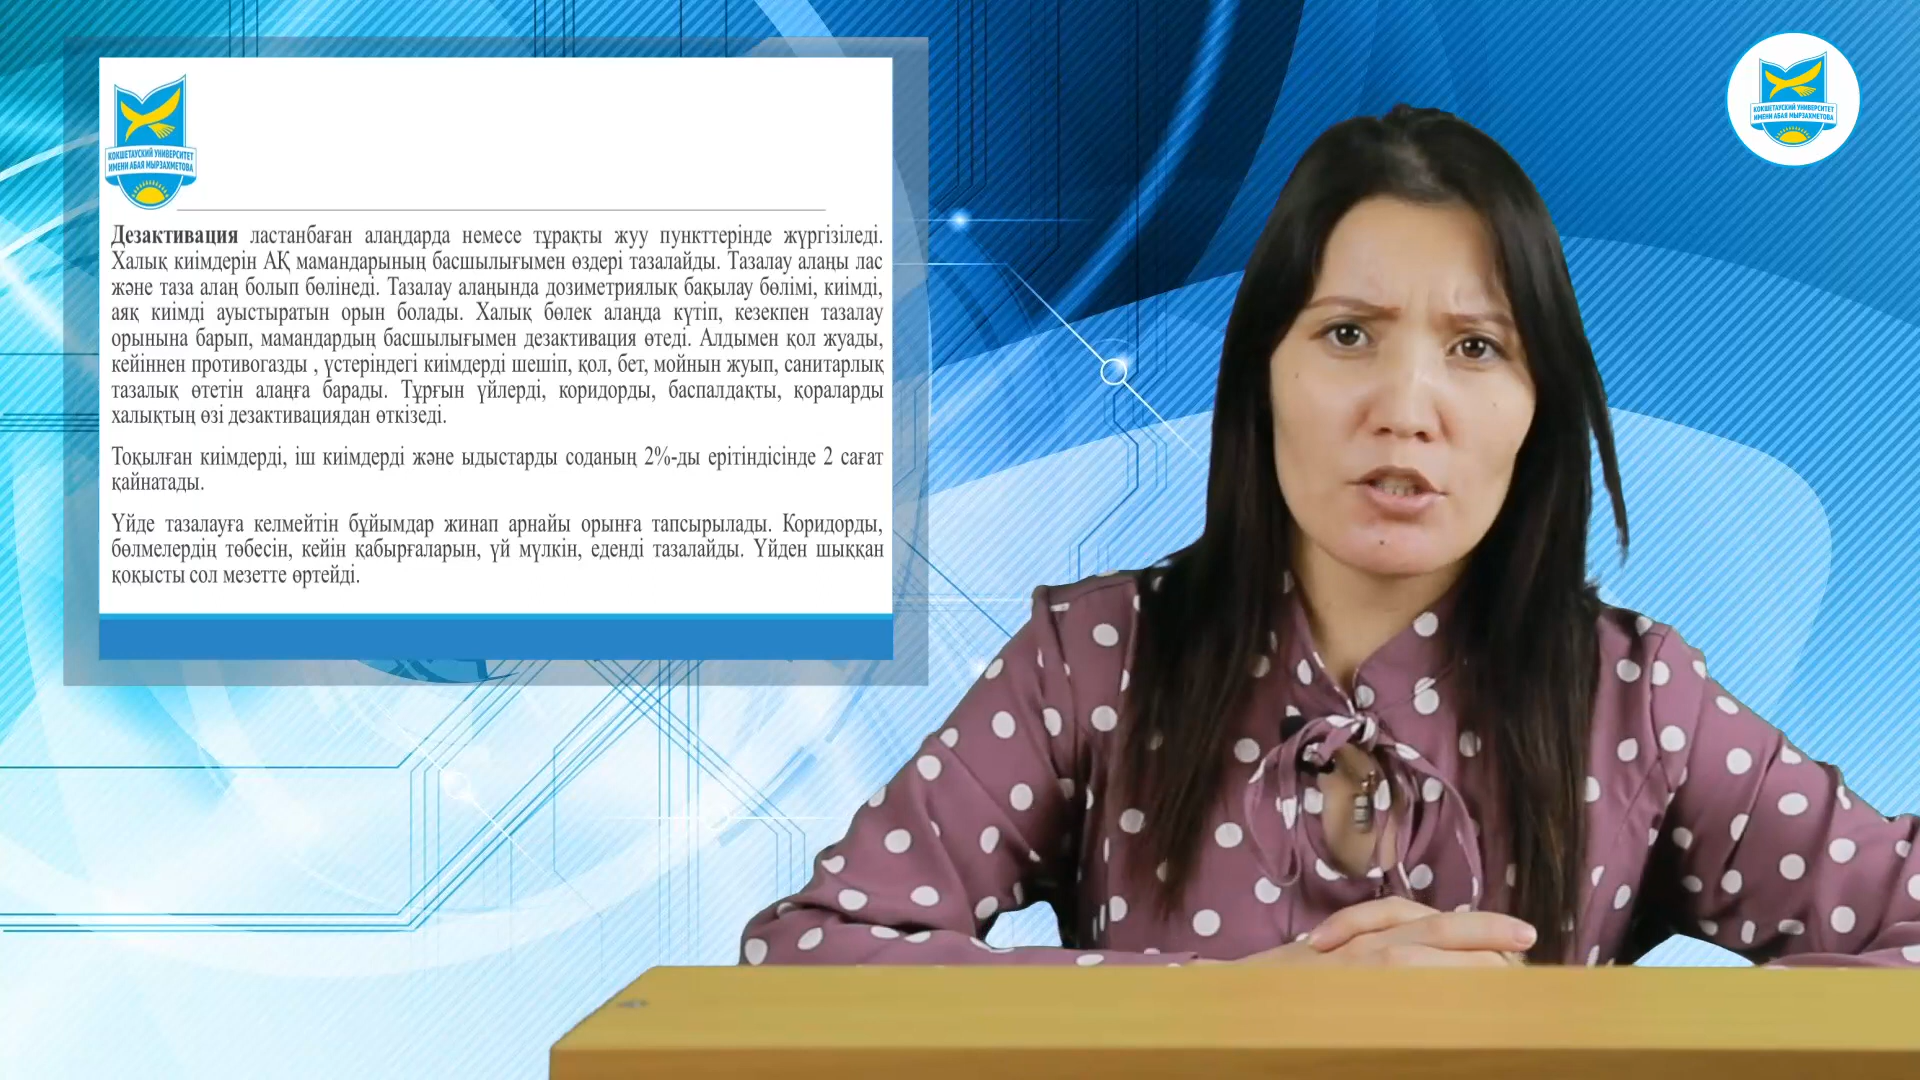 КОКШЕТАУСКИЙ УНИВЕРСИТЕТ
ИМЕНИ АБАЯ МЫРЗАХМЕТОВА
Дезактивация ластанбаған алаңдарда немесе тұрақты жуу пункттерінде жүргізіледі.
Халық киімдерін АҚ мамандарының басшылығымен өздері тазалайды. Тазалау алаңы лас
және таза алаң болып бөлінеді. Тазалау алаңында дозиметриялық бақылау бөлімі, киімді,
аяқ киімді ауыстыратын орын болады. Халық бөлек алаңда күтіп, кезекпен тазалау
орынына барып, мамандардың басшылығымен дезактивация өтеді. Алдымен қол жуады,
кейіннен противогазды , үстеріндегі киімдерді шешіп, қол, бет, мойнын жуып, санитарлық
тазалық өтетін алаңға барады. Тұрғын үйлерді, коридорды, баспалдақты, қораларды
халықтың өзі дезактивациядан өткізеді.
Тоқылған киімдерді, іш киімдерді және ыдыстарды соданың 2%-ды ерітіндісінде 2 сағат
қайнатады.
Үйде тазалауға келмейтін бұйымдар жинап арнайы орынға тапсырылады. Коридорды,
бөлмелердің төбесін, кейін қабырғаларын, үй мүлкін, еденді тазалайды. Үйден шыққан
қоқысты сол мезетте өртейді.
КОКШЕТАУСКИЙ УНИВЕРСИТЕТ
ИМЕНИ АБАЯ МЫРЗАХМЕТОВА